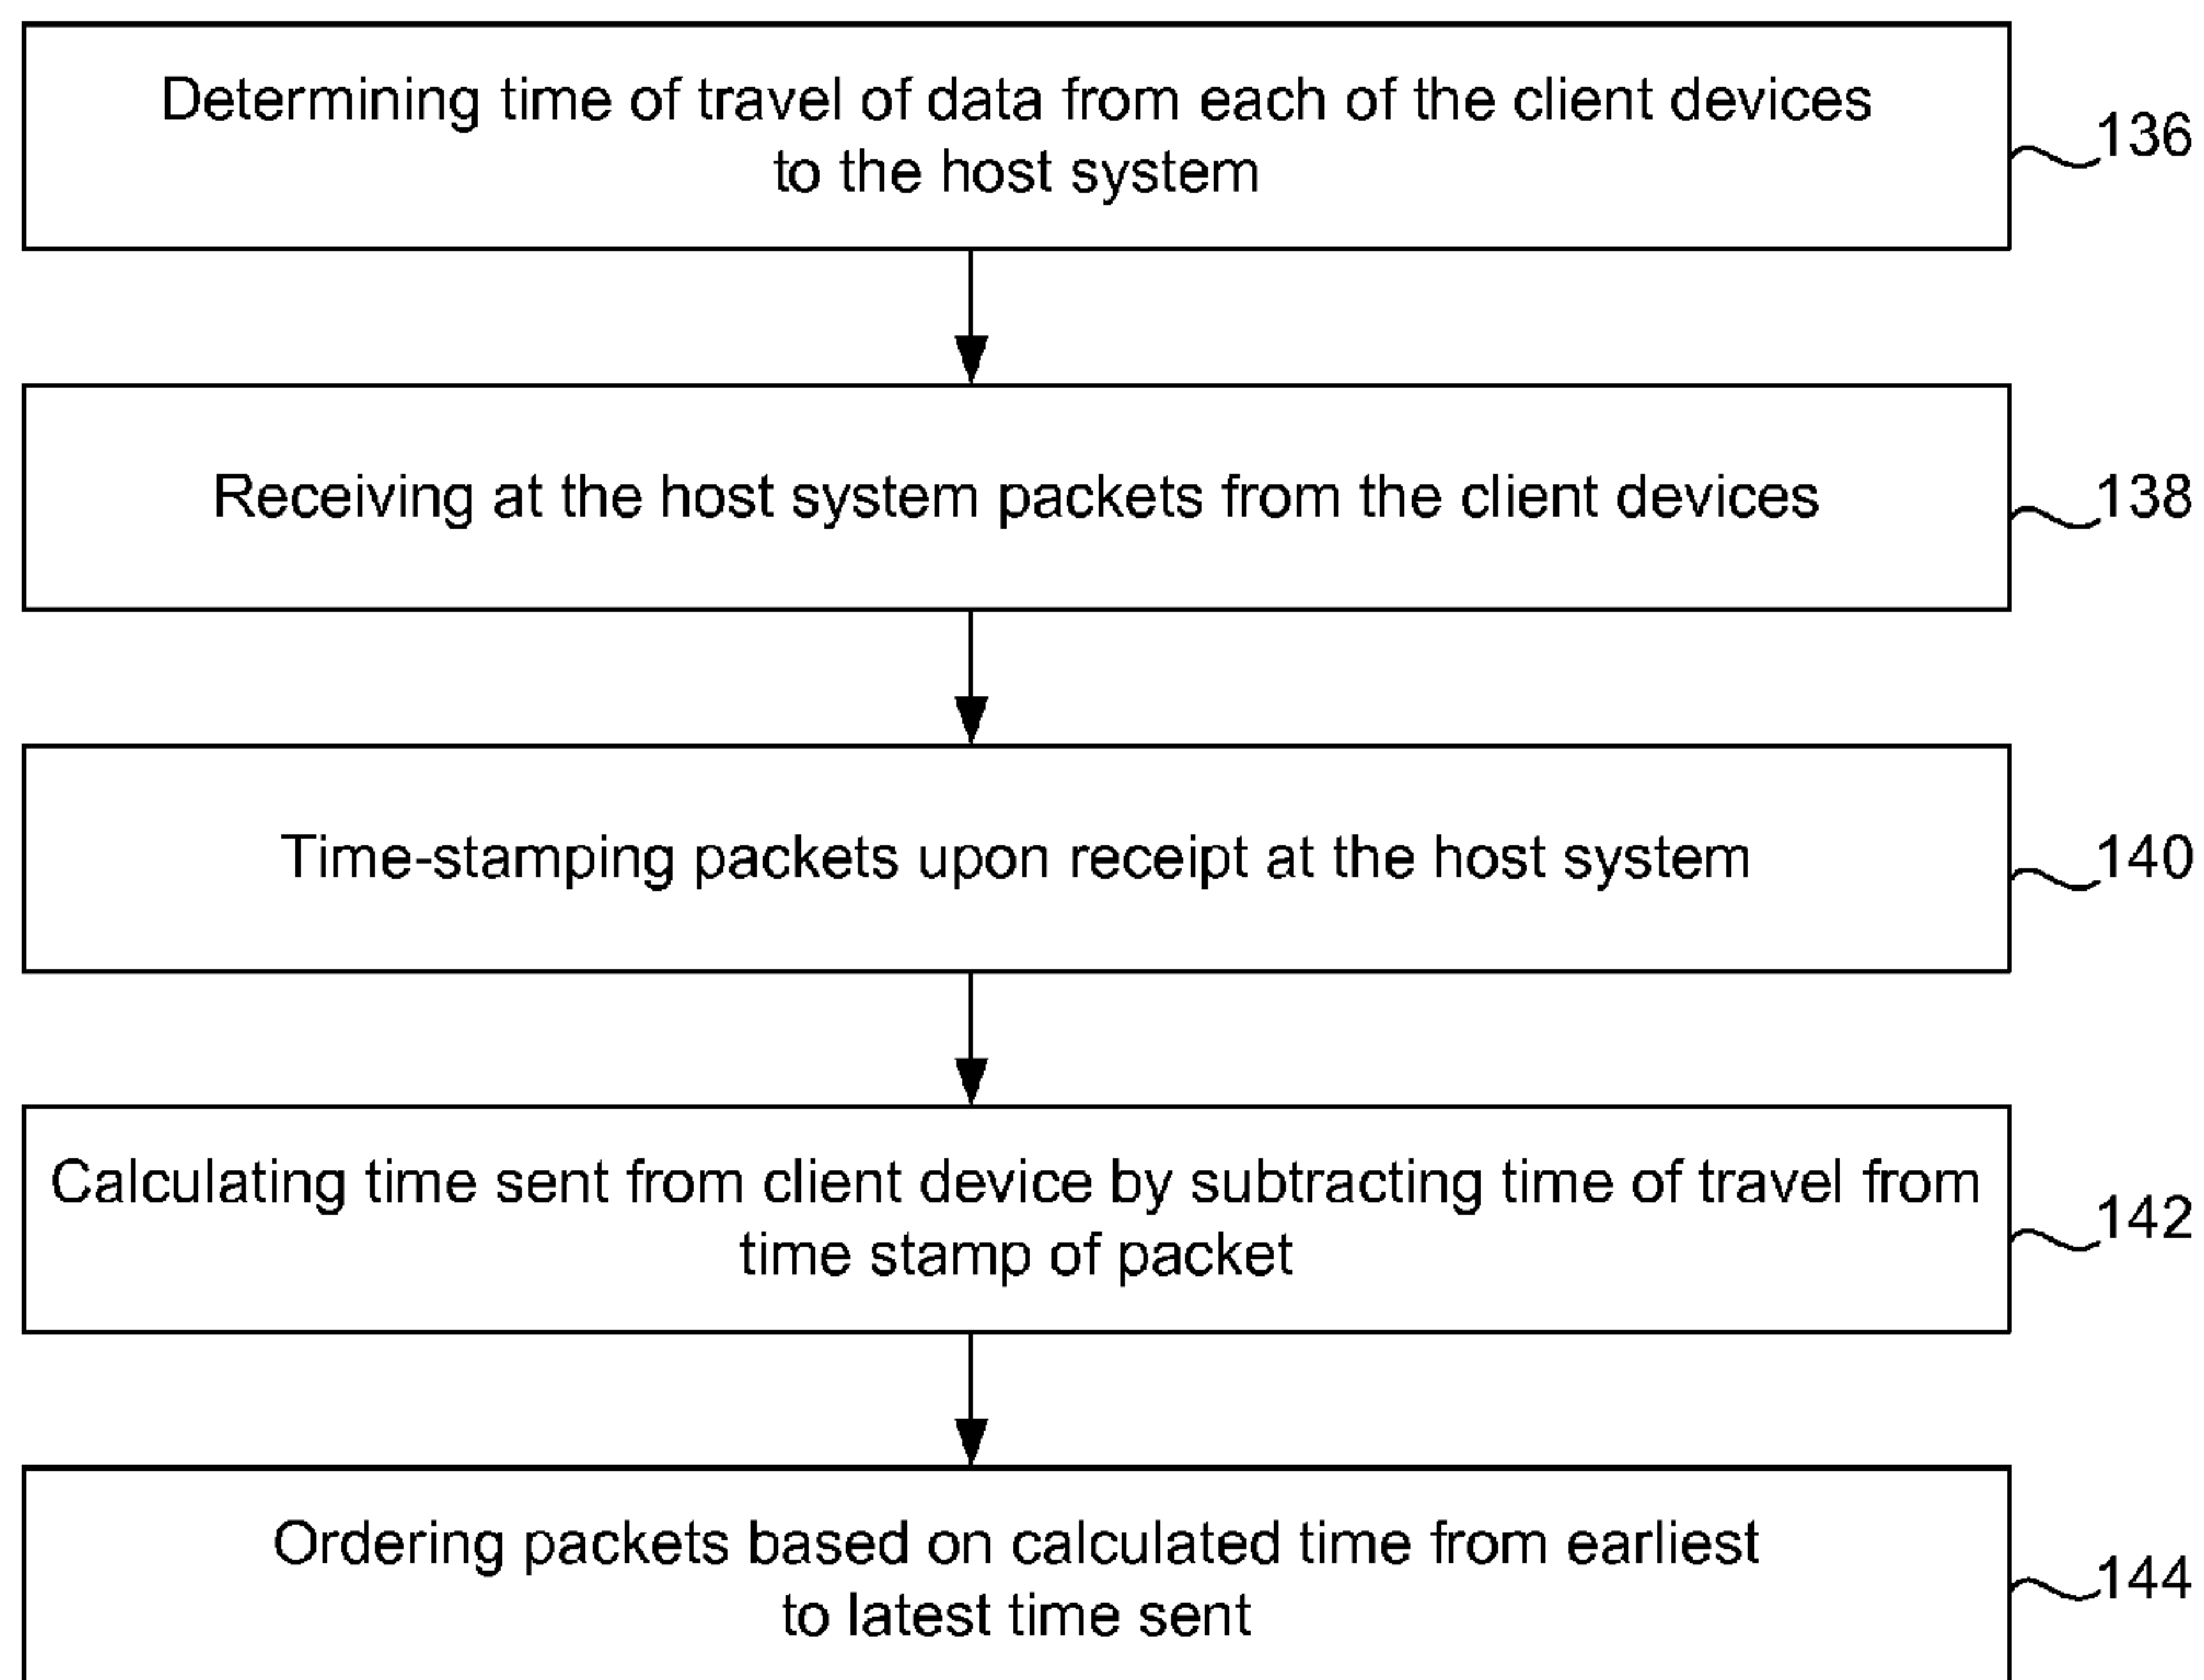 Determining time of travel of data from each of the client devices
to the host system
136
Receiving at the host system packets from the client devices
138
Time-stamping packets upon receipt at the host system
140
Calculating time sent from client device by subtracting time of travel from
time stamp of packet
142
Ordering packets based on calculated time from earliest
to latest time sent
144